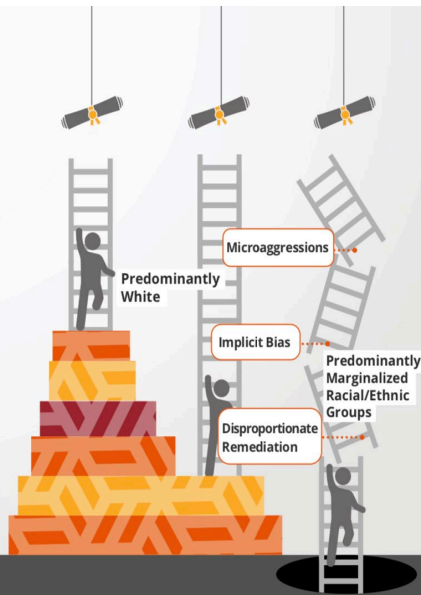 Microaggressions
Predominantly
White
Implicit Bias
Predominantly
Marginalized
Racial/Ethnic
Groups
Disproportionate
Remediation